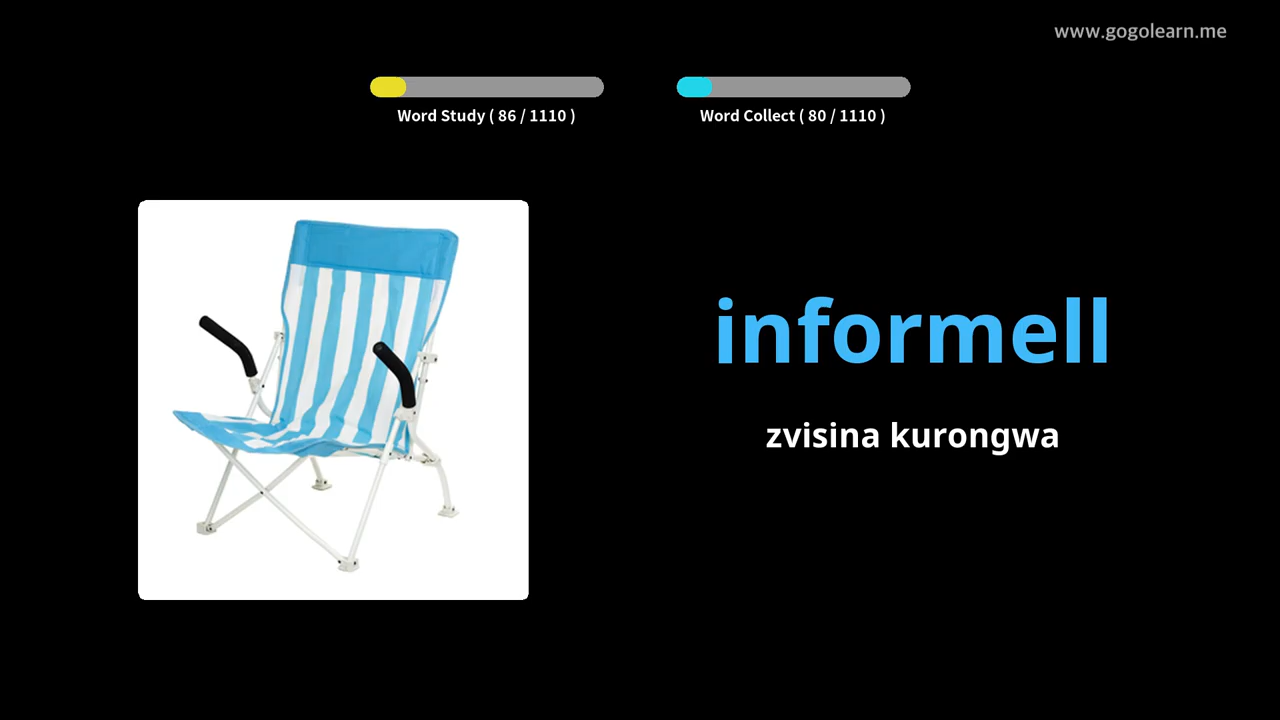 www.gogolearn.me
Word Study ( 86 / 1110 )
Word Collect ( 80 / 1110 )
informell
zvisina kurongwa